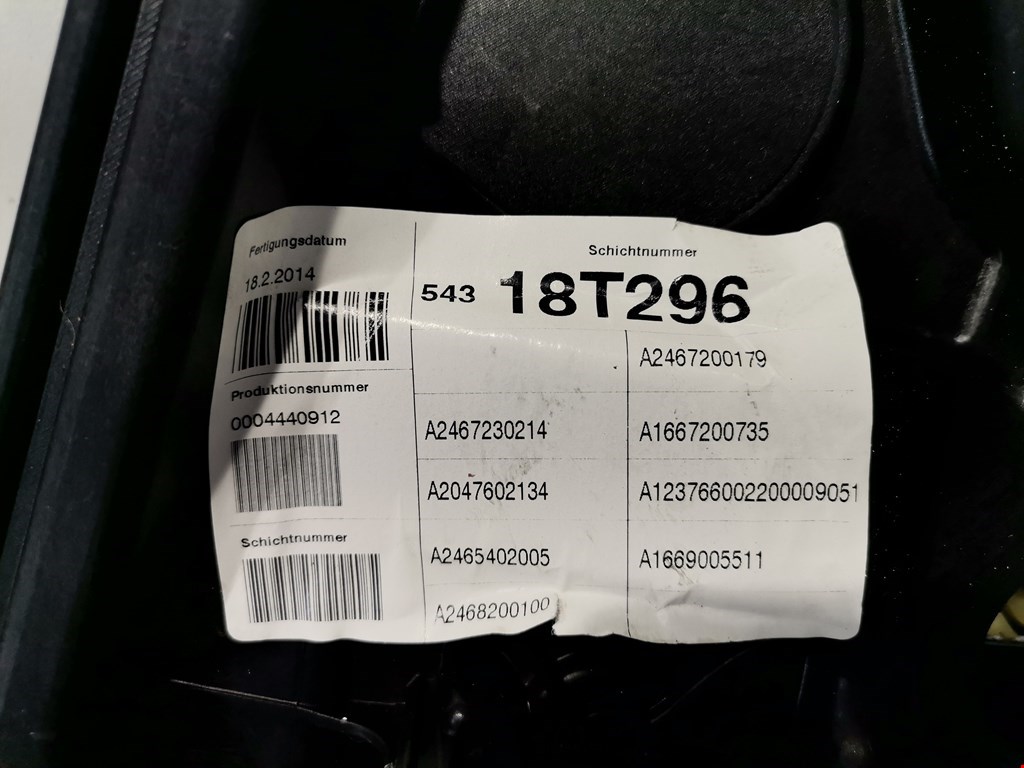 Fertigungsdatum
18.2.2014
Produktionsnummer
0004440912
Schichtnummer
Schichtnummer
543 18T296
A2467200179
A2467230214 A1667200735
A2047602134 A123766002200009051
A2465402005 A1669005511
A2468200100